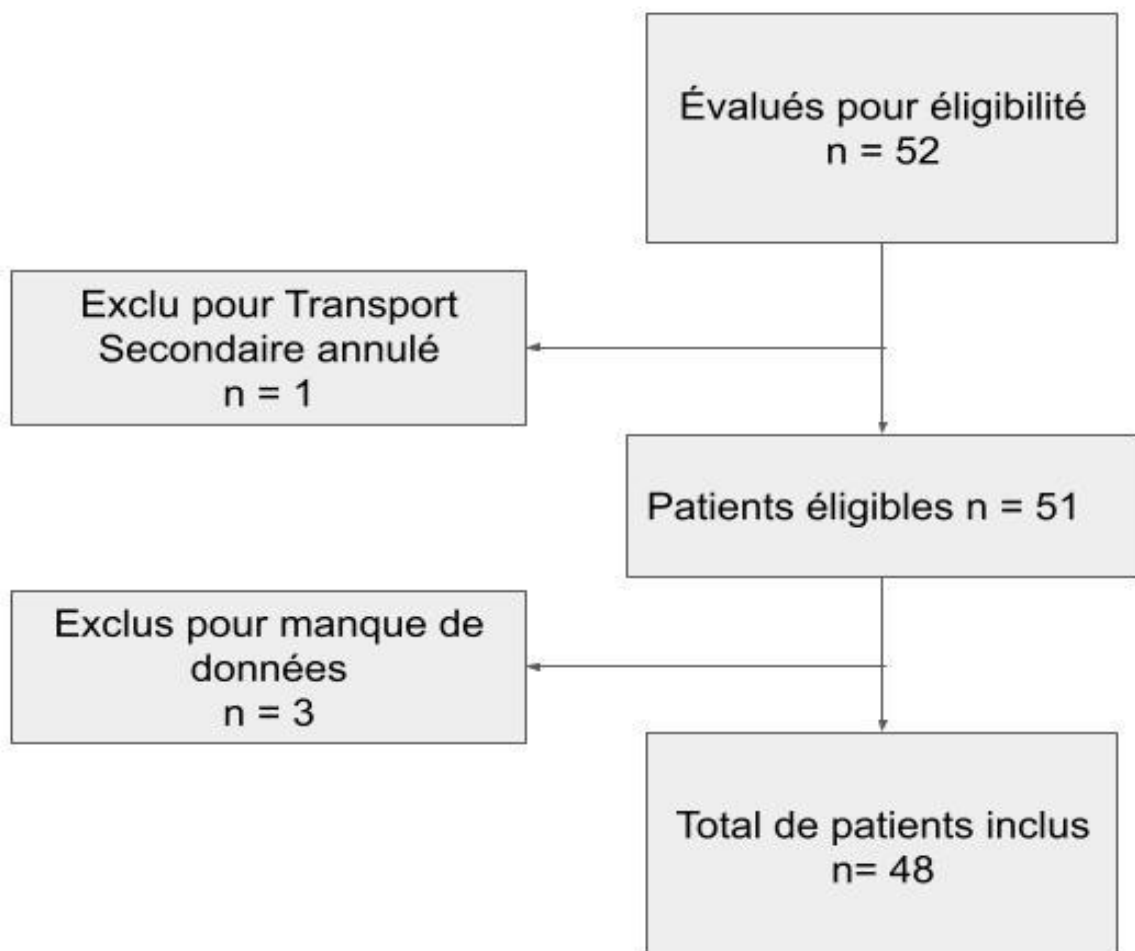 Évalués pour éligibilité
n = 52
Exclu pour Transport
Secondaire annulé
n = 1
Patients éligibles n = 51
Exclus pour manque de
données
n = 3
Total de patients inclus
n= 48